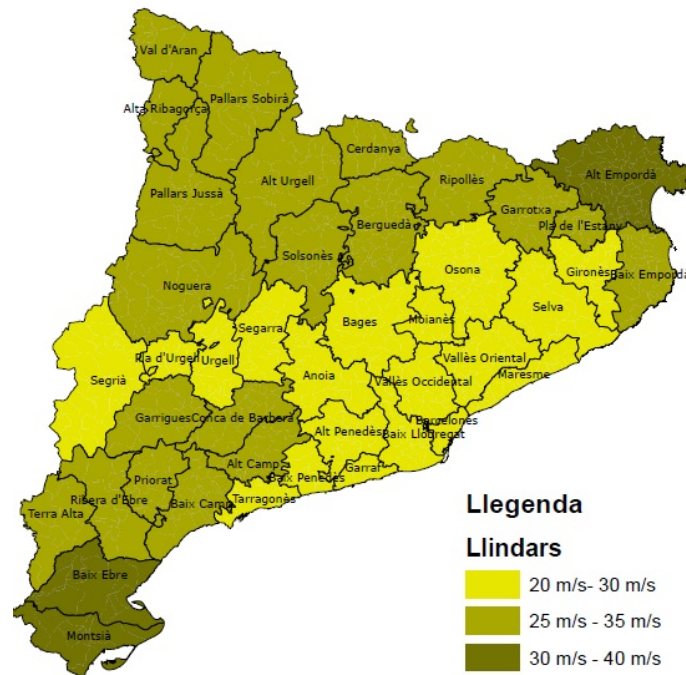 Val d'Aran
Pallars Sobirà
Alta Ribagorça
Cerdanya
Alt Urgell
Ripollès
Alt Empordà
Pallars Jussà
Berguedà
Garrotxa
Pla de l'Estany
Solsonès
Osona
Gironès
Baix Empordà
Noguera
Selva
Bages
Moianès
Segarra
Pla d'Urgell
Urgell
Vallès Oriental
Segrià
Anoia
Vallès Occidental
Maresme
Garrigues
Conca de Barberà
Barcelonès
Alt Penedès
Baix Llobregat
Alt Camp
Garraf
Baix Penedès
Priorat
Ribera d'Ebre
Tarragonès
Baix Camp
Terra Alta
Baix Ebre
Montsià
Llegenda
Llindars
20 m/s- 30 m/s
25 m/s - 35 m/s
30 m/s - 40 m/s